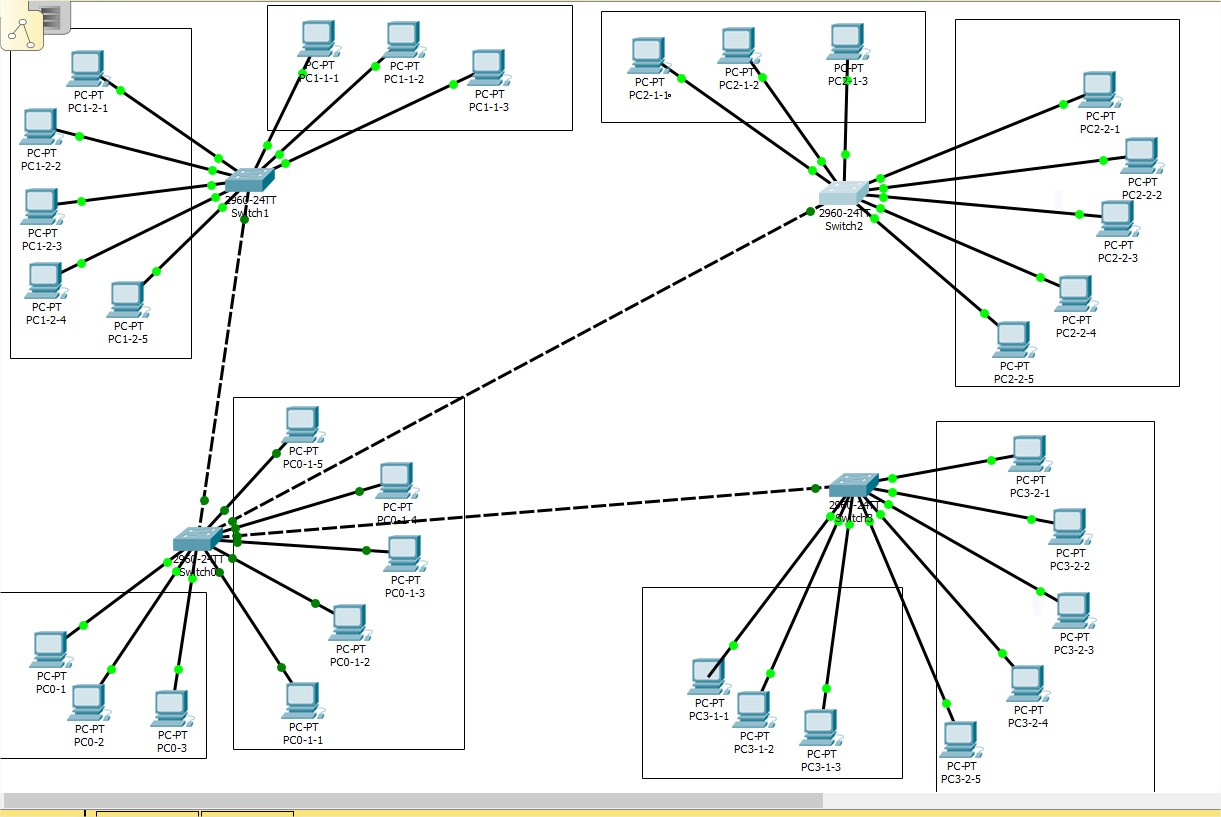 PC-PT
PC1-2-1
PC-PT
PC1-2-2
PC-PT
PC1-2-3
PC-PT
PC1-2-4
PC-PT
PC1-2-5
PC-PT
PC1-1-1
PC-PT
PC1-1-2
PC-PT
PC1-1-3
2960-24TT
Switch1
PC-PT
PC2-1-1
PC-PT
PC2-1-2
PC-PT
PC2-1-3
2960-24TT
Switch2
PC-PT
PC2-2-1
PC-PT
PC2-2-2
PC-PT
PC2-2-3
PC-PT
PC2-2-4
PC-PT
PC2-2-5
PC-PT
PC0-1-5
PC-PT
PC0-1-4
PC-PT
PC0-1-3
PC-PT
PC0-1-2
PC-PT
PC0-1-1
2960-24TT
Switch0
PC-PT
PC0-1
PC-PT
PC0-2
PC-PT
PC0-3
2960-24TT
Switch3
PC-PT
PC3-2-1
PC-PT
PC3-2-2
PC-PT
PC3-2-3
PC-PT
PC3-2-4
PC-PT
PC3-2-5
PC-PT
PC3-1-1
PC-PT
PC3-1-2
PC-PT
PC3-1-3